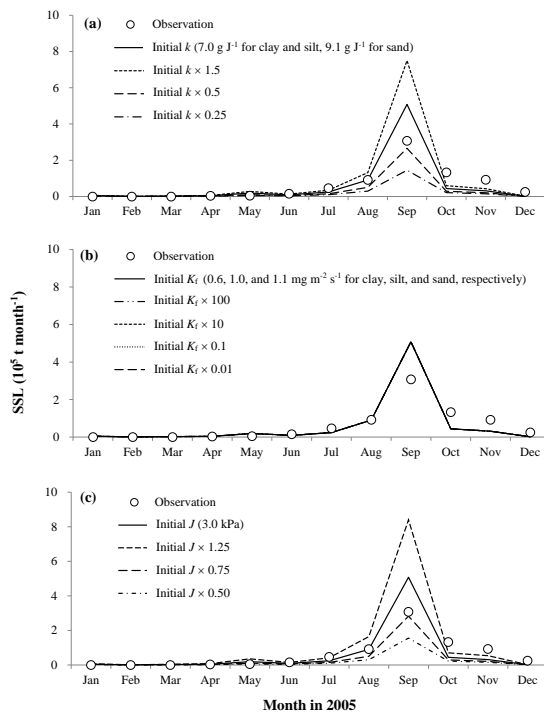 (a)
Observation
Initial k (7.0 g J-1 for clay and silt, 9.1 g J-1 for sand)
Initial k × 1.5
Initial k × 0.5
Initial k × 0.25
10
8
6
4
2
0
Jan Feb Mar Apr May Jun Jul Aug Sep Oct Nov Dec
(b)
Observation
Initial Kf (0.6, 1.0, and 1.1 mg m-2 s-1 for clay, silt, and sand, respectively)
Initial Kf × 100
Initial Kf × 10
Initial Kf × 0.1
Initial Kf × 0.01
10
8
6
4
2
0
Jan Feb Mar Apr May Jun Jul Aug Sep Oct Nov Dec
SSL (10⁵ t month-1)
(c)
Observation
Initial J (3.0 kPa)
Initial J × 1.25
Initial J × 0.75
Initial J × 0.50
10
8
6
4
2
0
Jan Feb Mar Apr May Jun Jul Aug Sep Oct Nov Dec
Month in 2005